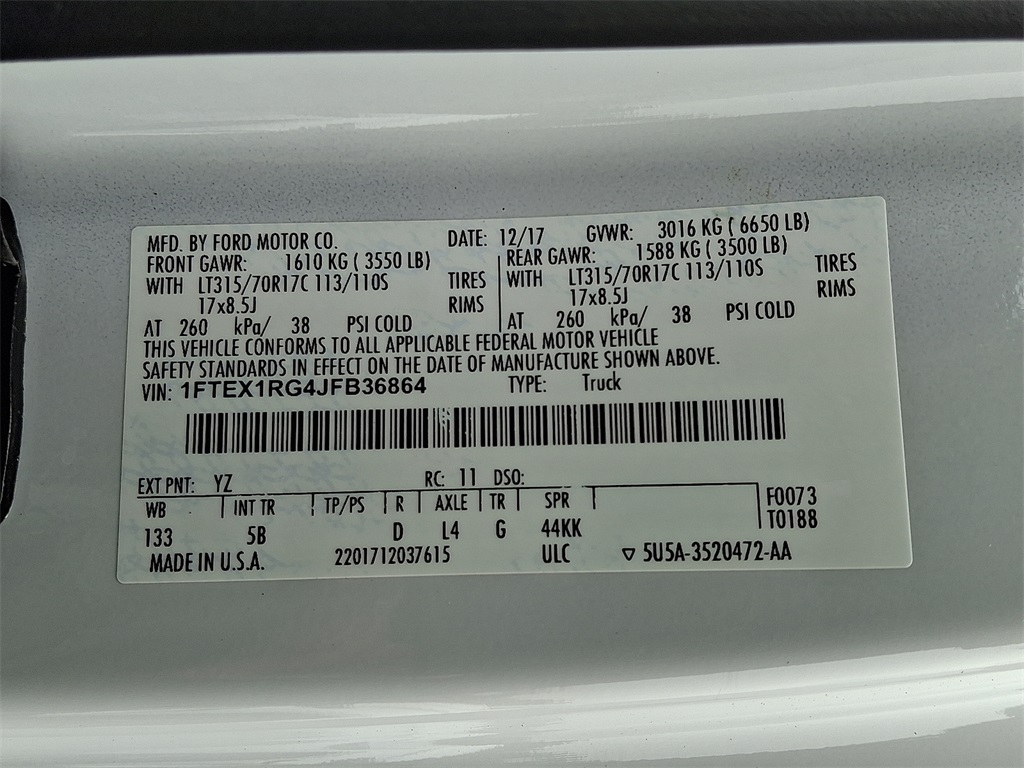 MFD. BY FORD MOTOR CO. DATE: 12/17 GVWR: 3016 KG ( 6650 LB)
FRONT GAWR: 1610 KG ( 3550 LB) REAR GAWR: 1588 KG ( 3500 LB)
WITH LT315/70R17C 113/110S TIRES WITH LT315/70R17C 113/110S TIRES
17x8.5J RIMS 17x8.5J RIMS
AT 260 kPa/ 38 PSI COLD AT 260 kPa/ 38 PSI COLD
THIS VEHICLE CONFORMS TO ALL APPLICABLE FEDERAL MOTOR VEHICLE
SAFETY STANDARDS IN EFFECT ON THE DATE OF MANUFACTURE SHOWN ABOVE.
VIN: 1FTEX1RG4JFB36864 TYPE: Truck
EXT PNT: YZ RC: 11 DSO:
WB INT TR TP/PS R AXLE TR SPR F0073
T0188
133 5B D L4 G 44KK
MADE IN U.S.A. 2201712037615 ULC ▽ 5U5A-3520472-AA